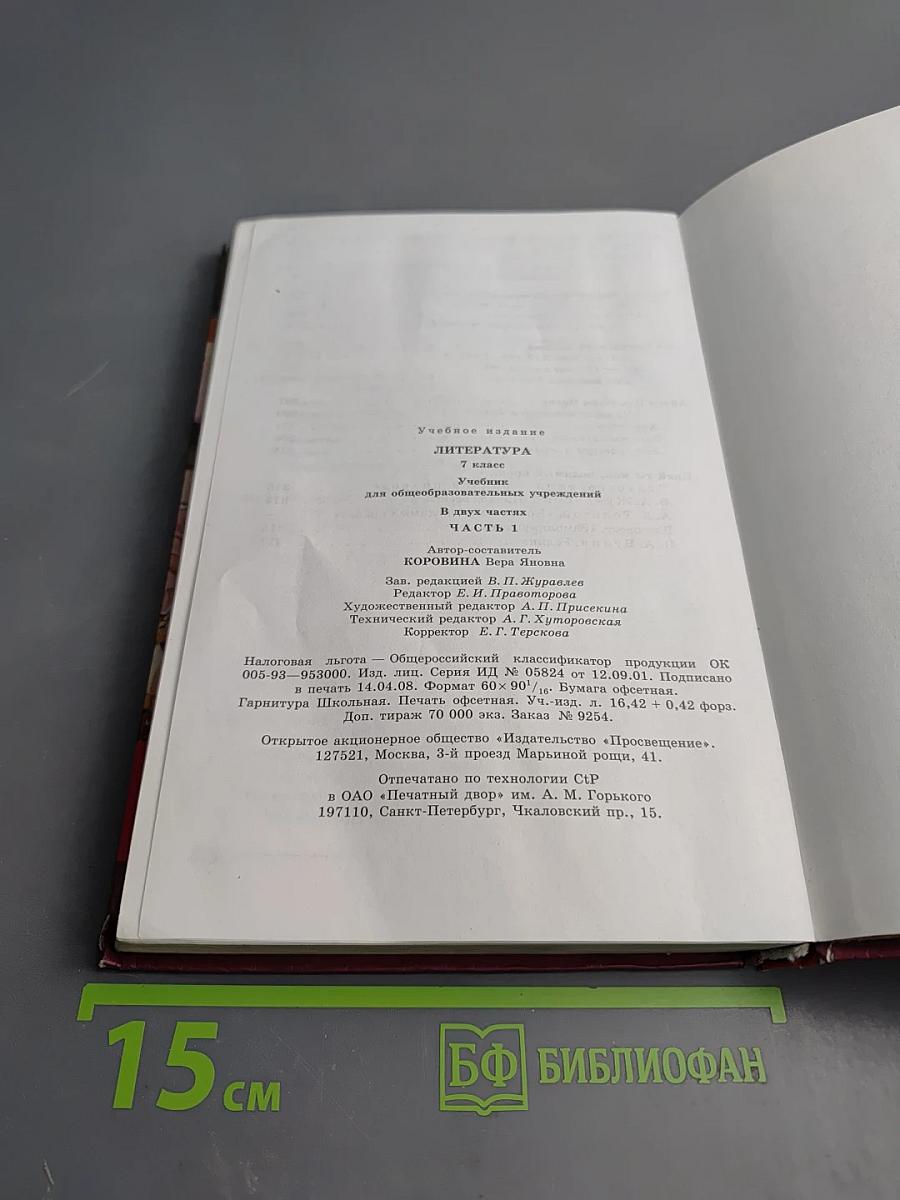 Учебное издание
ЛИТЕРАТУРА
7 класс
Учебник
для общеобразовательных учреждений
В двух частях
ЧАСТЬ 1
Автор-составитель
КОРОВИНА Вера Яновна
Зав. редакцией В. П. Журавлев
Редактор Е. И. Правоторова
Художественный редактор А. П. Присекина
Технический редактор А. Г. Хуторовская
Корректор Е. Г. Терскова
Налоговая льгота — Общероссийский классификатор продукции ОК
005-93—953000. Изд. лиц. Серия ИД № 05824 от 12.09.01. Подписано
в печать 14.04.08. Формат 60×90¹/₁₆. Бумага офсетная.
Гарнитура Школьная. Печать офсетная. Уч.-изд. л. 16,42 + 0,42 форз.
Доп. тираж 70 000 экз. Заказ № 9254.
Открытое акционерное общество «Издательство «Просвещение».
127521, Москва, 3-й проезд Марьиной рощи, 41.
Отпечатано по технологии CtP
в ОАО «Печатный двор» им. А. М. Горького
197110, Санкт-Петербург, Чкаловский пр., 15.
15 см
БФ БИБЛИОФАН